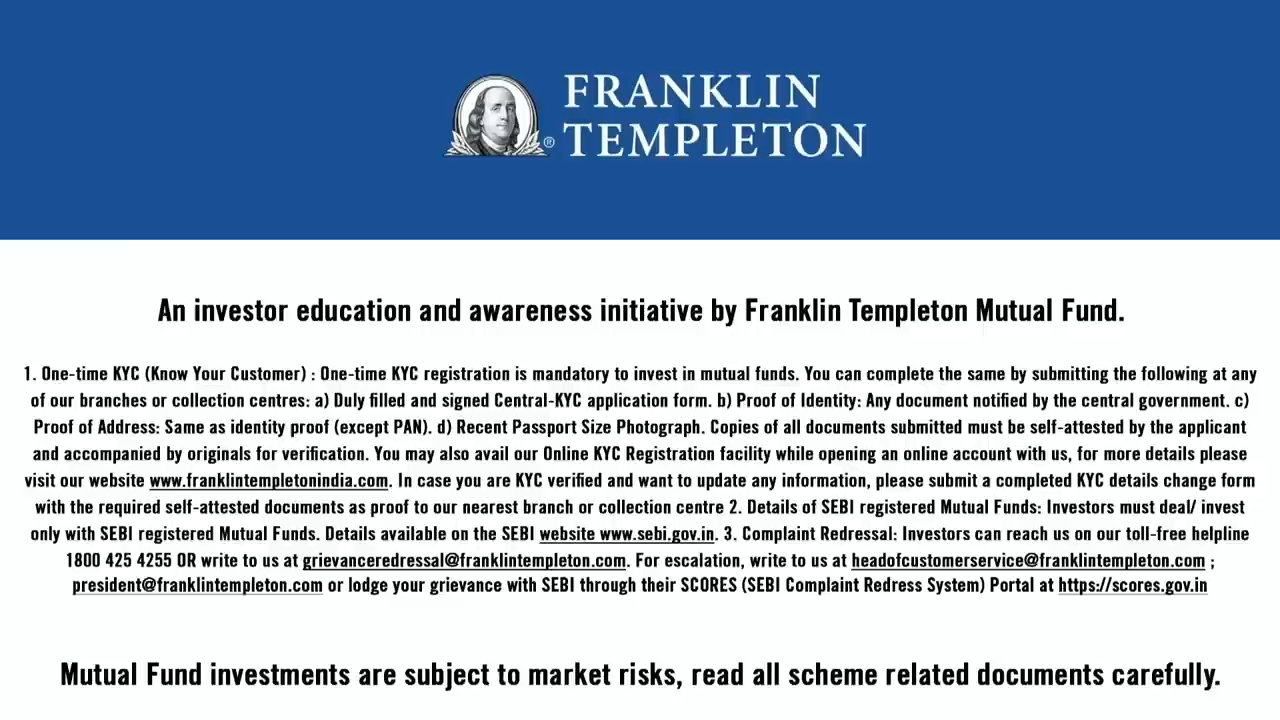 FRANKLIN
TEMPLETON
®
An investor education and awareness initiative by Franklin Templeton Mutual Fund.
1. One-time KYC (Know Your Customer) : One-time KYC registration is mandatory to invest in mutual funds. You can complete the same by submitting the following at any
of our branches or collection centres: a) Duly filled and signed Central-KYC application form. b) Proof of Identity: Any document notified by the central government. c)
Proof of Address: Same as identity proof (except PAN). d) Recent Passport Size Photograph. Copies of all documents submitted must be self-attested by the applicant
and accompanied by originals for verification. You may also avail our Online KYC Registration facility while opening an online account with us, for more details please
visit our website www.franklintempletonindia.com. In case you are KYC verified and want to update any information, please submit a completed KYC details change form
with the required self-attested documents as proof to our nearest branch or collection centre 2. Details of SEBI registered Mutual Funds: Investors must deal/ invest
only with SEBI registered Mutual Funds. Details available on the SEBI website www.sebi.gov.in. 3. Complaint Redressal: Investors can reach us on our toll-free helpline
1800 425 4255 OR write to us at grievanceredressal@franklintempleton.com. For escalation, write to us at headofcustomerservice@franklintempleton.com ;
president@franklintempleton.com or lodge your grievance with SEBI through their SCORES (SEBI Complaint Redress System) Portal at https://scores.gov.in
Mutual Fund investments are subject to market risks, read all scheme related documents carefully.